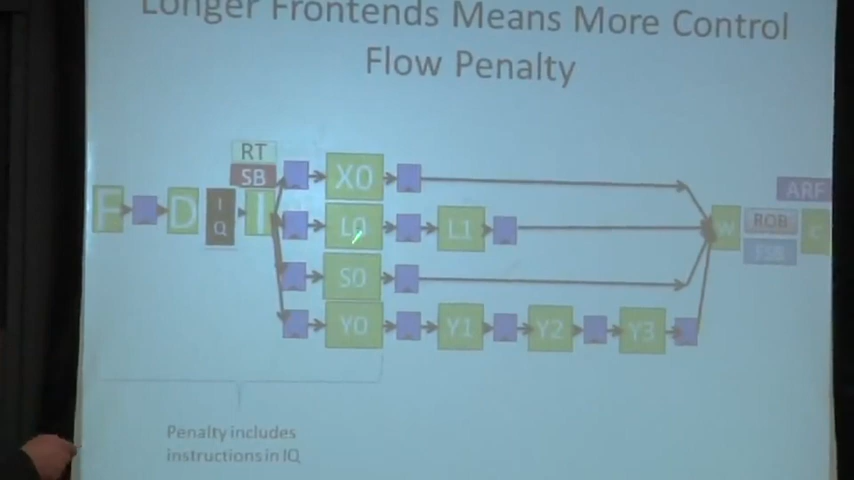 Longer Frontends Means More Control
Flow Penalty
RT
SB
X0
ARF
F
D
I
Q
I
L0
L1
W
ROB
C
FSB
S0
Y0
Y1
Y2
Y3
Penalty includes
instructions in IQ